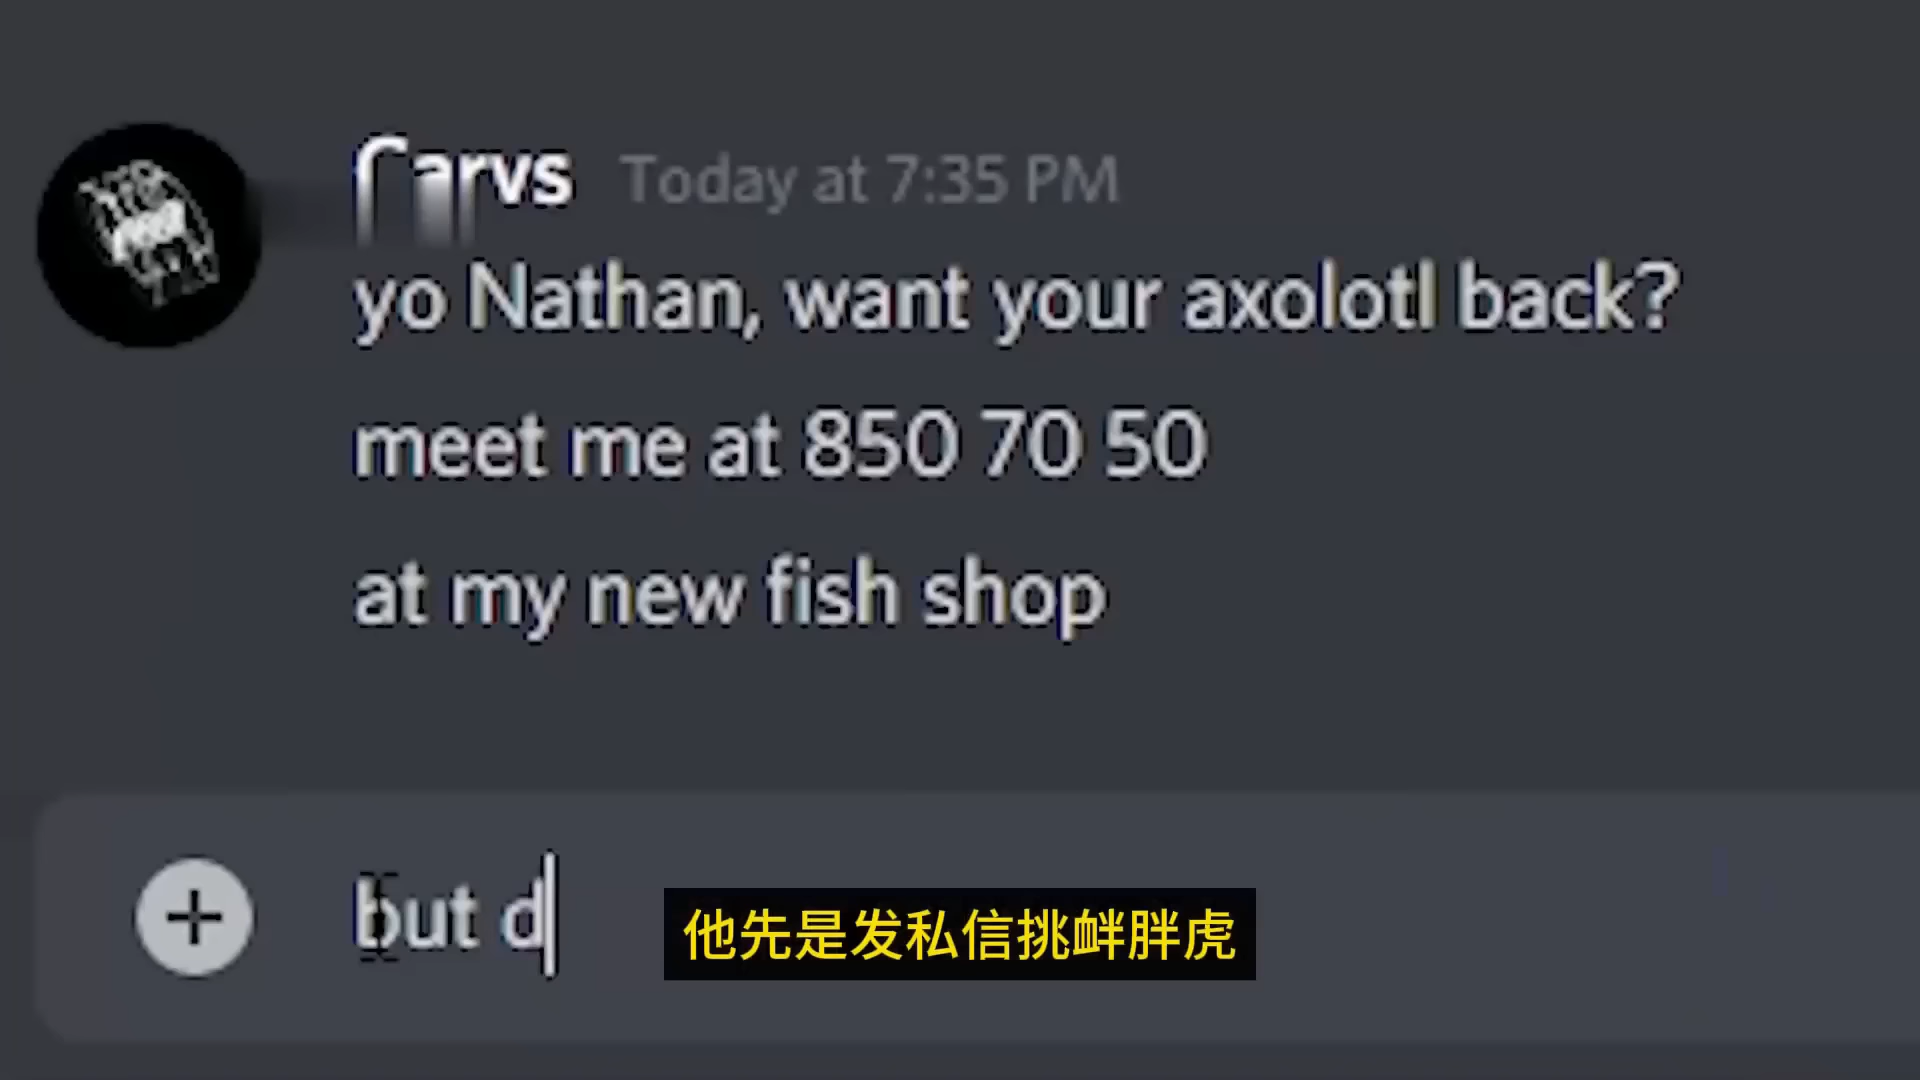 Today at 7:35 PM
yo Nathan, want your axolotl back?
meet me at 850 70 50
at my new fish shop
but d
他先是发私信挑衅胖虎